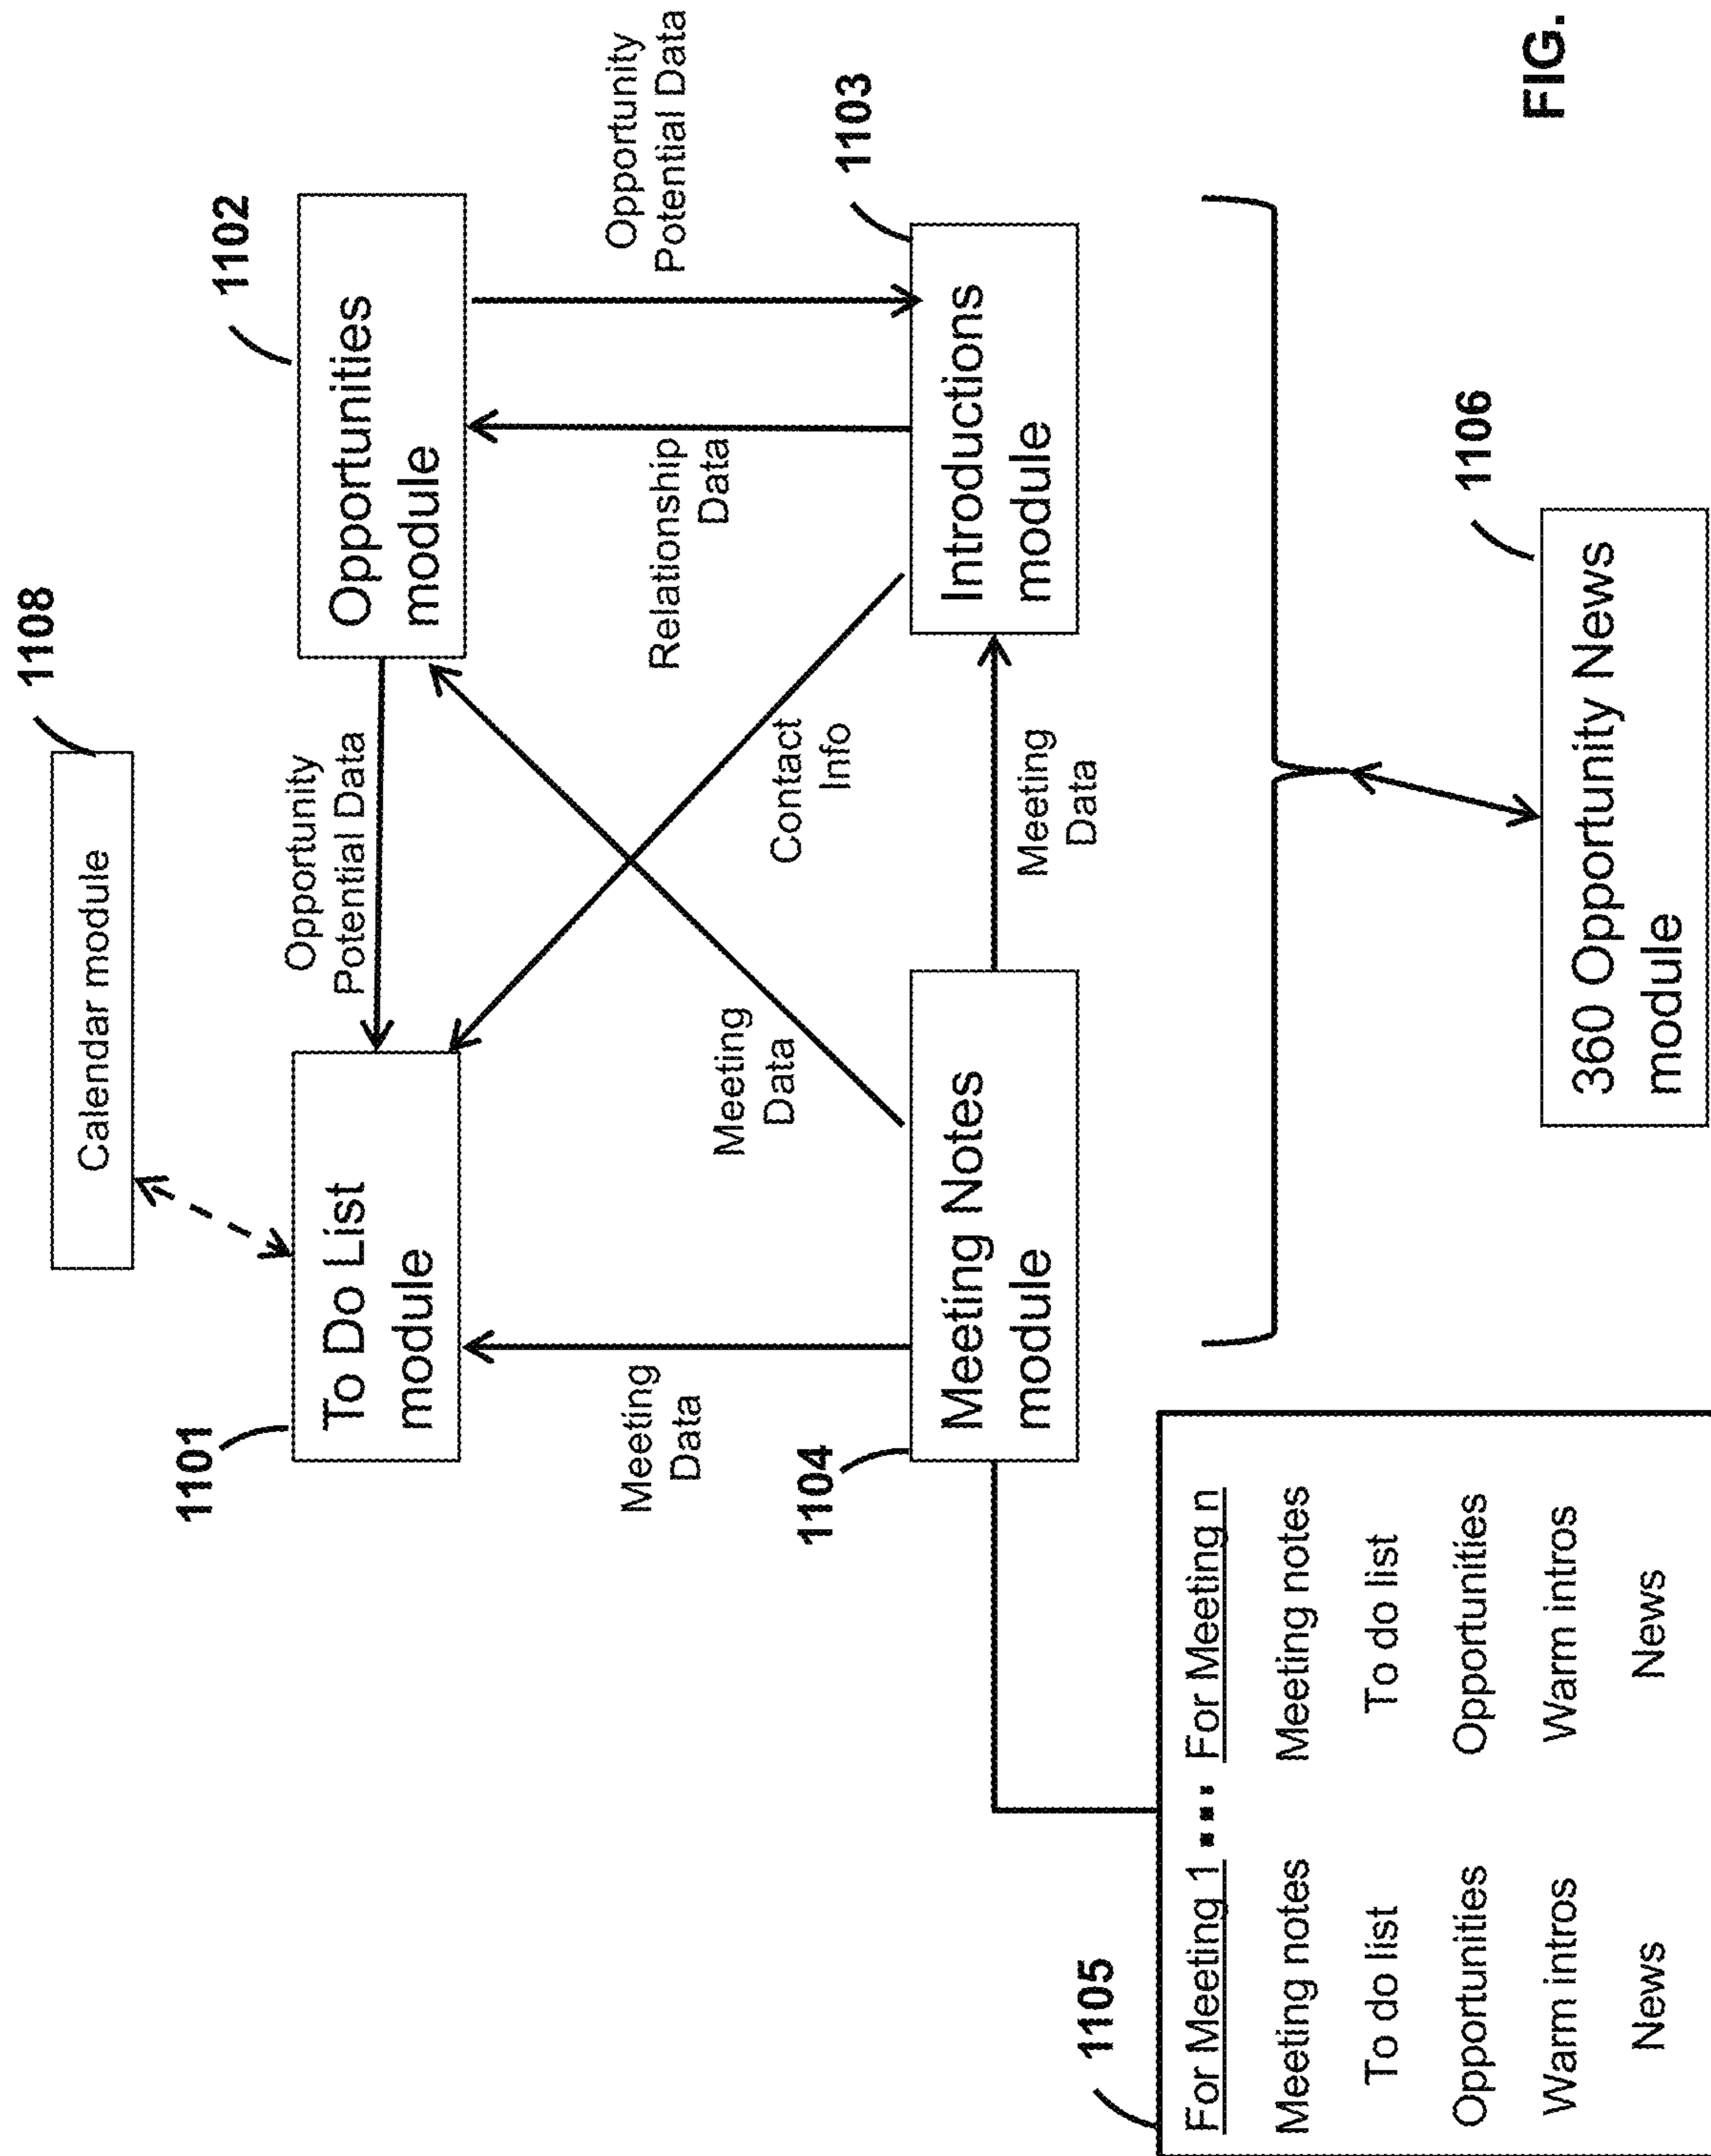 1108
Calendar module
1101
To Do List
module
Opportunity
Potential Data
1102
Opportunities
module
Meeting
Data
Meeting
Data
Contact
Info
Relationship
Data
Opportunity
Potential Data
1104
Meeting Notes
module
Meeting
Data
1103
Introductions
module
1105
For Meeting 1 ... For Meeting n
Meeting notes Meeting notes
To do list To do list
Opportunities Opportunities
Warm intros Warm intros
News News
1106
360 Opportunity News
module
FIG.